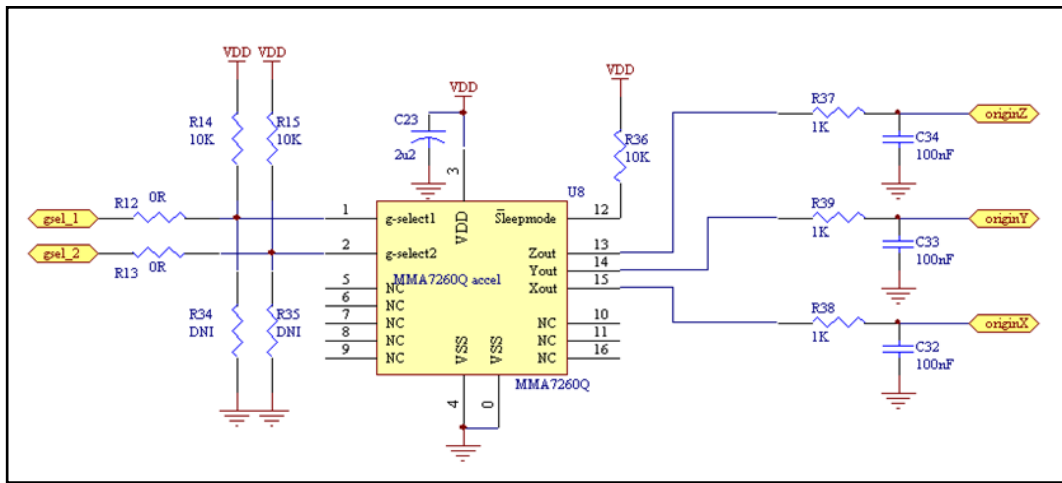 VDD VDD
VDD
VDD
R14
10K
R15
10K
C23
2u2
R36
10K
R37
1K
originZ
C34
100nF
gsel_1
R12
0R
gsel_2
R13
0R
U8
1
g-select1
2
g-select2
3
VDD
Sleepmode
12
Zout
13
Yout
14
Xout
15
MMA7260Q accel
5
NC
6
NC
7
NC
8
NC
9
NC
NC
10
NC
11
NC
16
VSS
VSS
4
0
MMA7260Q
R34
DNI
R35
DNI
R39
1K
originY
C33
100nF
R38
1K
originX
C32
100nF